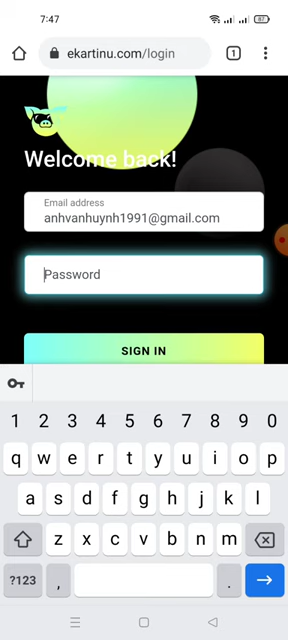 7:47
87
ekartinu.com/login
1
Welcome back!
Email address
anhvanhuynh1991@gmail.com
Password
SIGN IN
1 2 3 4 5 6 7 8 9 0
q w e r t y u i o p
a s d f g h j k l
z x c v b n m
?123 , .